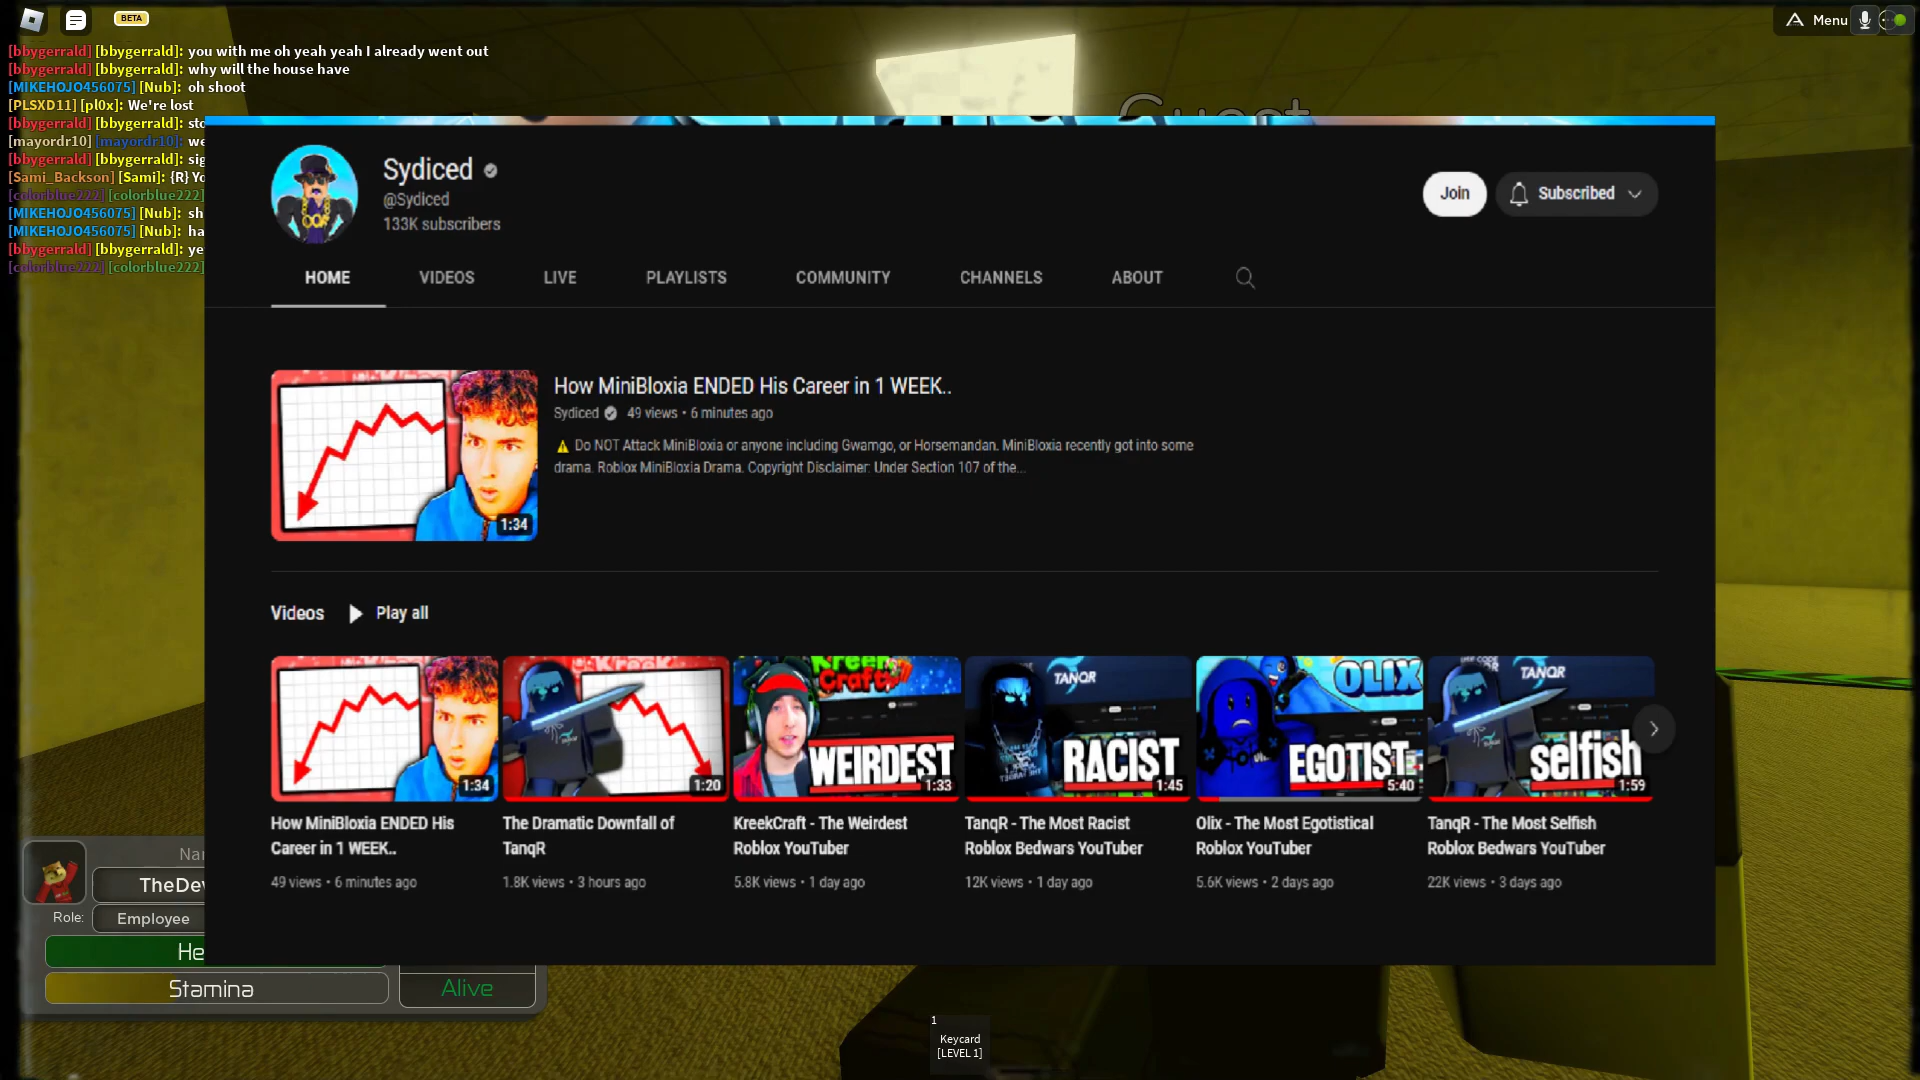 BETA
Menu
[bbygerrald] [bbygerrald]: you with me oh yeah yeah I already went out
[bbygerrald] [bbygerrald]: why will the house have
[MIKEHOJO456075] [Nub]: oh shoot
[PLSXD11] [pl0x]: We're lost
[bbygerrald] [bbygerrald]: sto
[mayordr10] [mayordr10]: we
[bbygerrald] [bbygerrald]: sig
[Sami_Backson] [Sami]: {R} Yo
[colorblue222] [colorblue222]
[MIKEHOJO456075] [Nub]: sh
[MIKEHOJO456075] [Nub]: ha
[bbygerrald] [bbygerrald]: ye
[colorblue222] [colorblue222]
Guest
Sydiced
@Sydiced
133K subscribers
Join
Subscribed
HOME VIDEOS LIVE PLAYLISTS COMMUNITY CHANNELS ABOUT
1:34
How MiniBloxia ENDED His Career in 1 WEEK..
Sydiced 49 views • 6 minutes ago
⚠ Do NOT Attack MiniBloxia or anyone including Gwamgo, or Horsemandan. MiniBloxia recently got into some
drama. Roblox MiniBloxia Drama. Copyright Disclaimer: Under Section 107 of the...
Videos Play all
1:34
How MiniBloxia ENDED His
Career in 1 WEEK..
49 views • 6 minutes ago
1:20
The Dramatic Downfall of
TanqR
1.8K views • 3 hours ago
WEIRDEST
1:33
KreekCraft - The Weirdest
Roblox YouTuber
5.8K views • 1 day ago
TANQR
RACIST
1:45
TanqR - The Most Racist
Roblox Bedwars YouTuber
12K views • 1 day ago
OLIX
EGOTIST
5:40
Olix - The Most Egotistical
Roblox YouTuber
5.6K views • 2 days ago
TANQR
selfish
1:59
TanqR - The Most Selfish
Roblox Bedwars YouTuber
22K views • 3 days ago
TheDev
Role: Employee
He
Stamina
Alive
1
Keycard
[LEVEL 1]